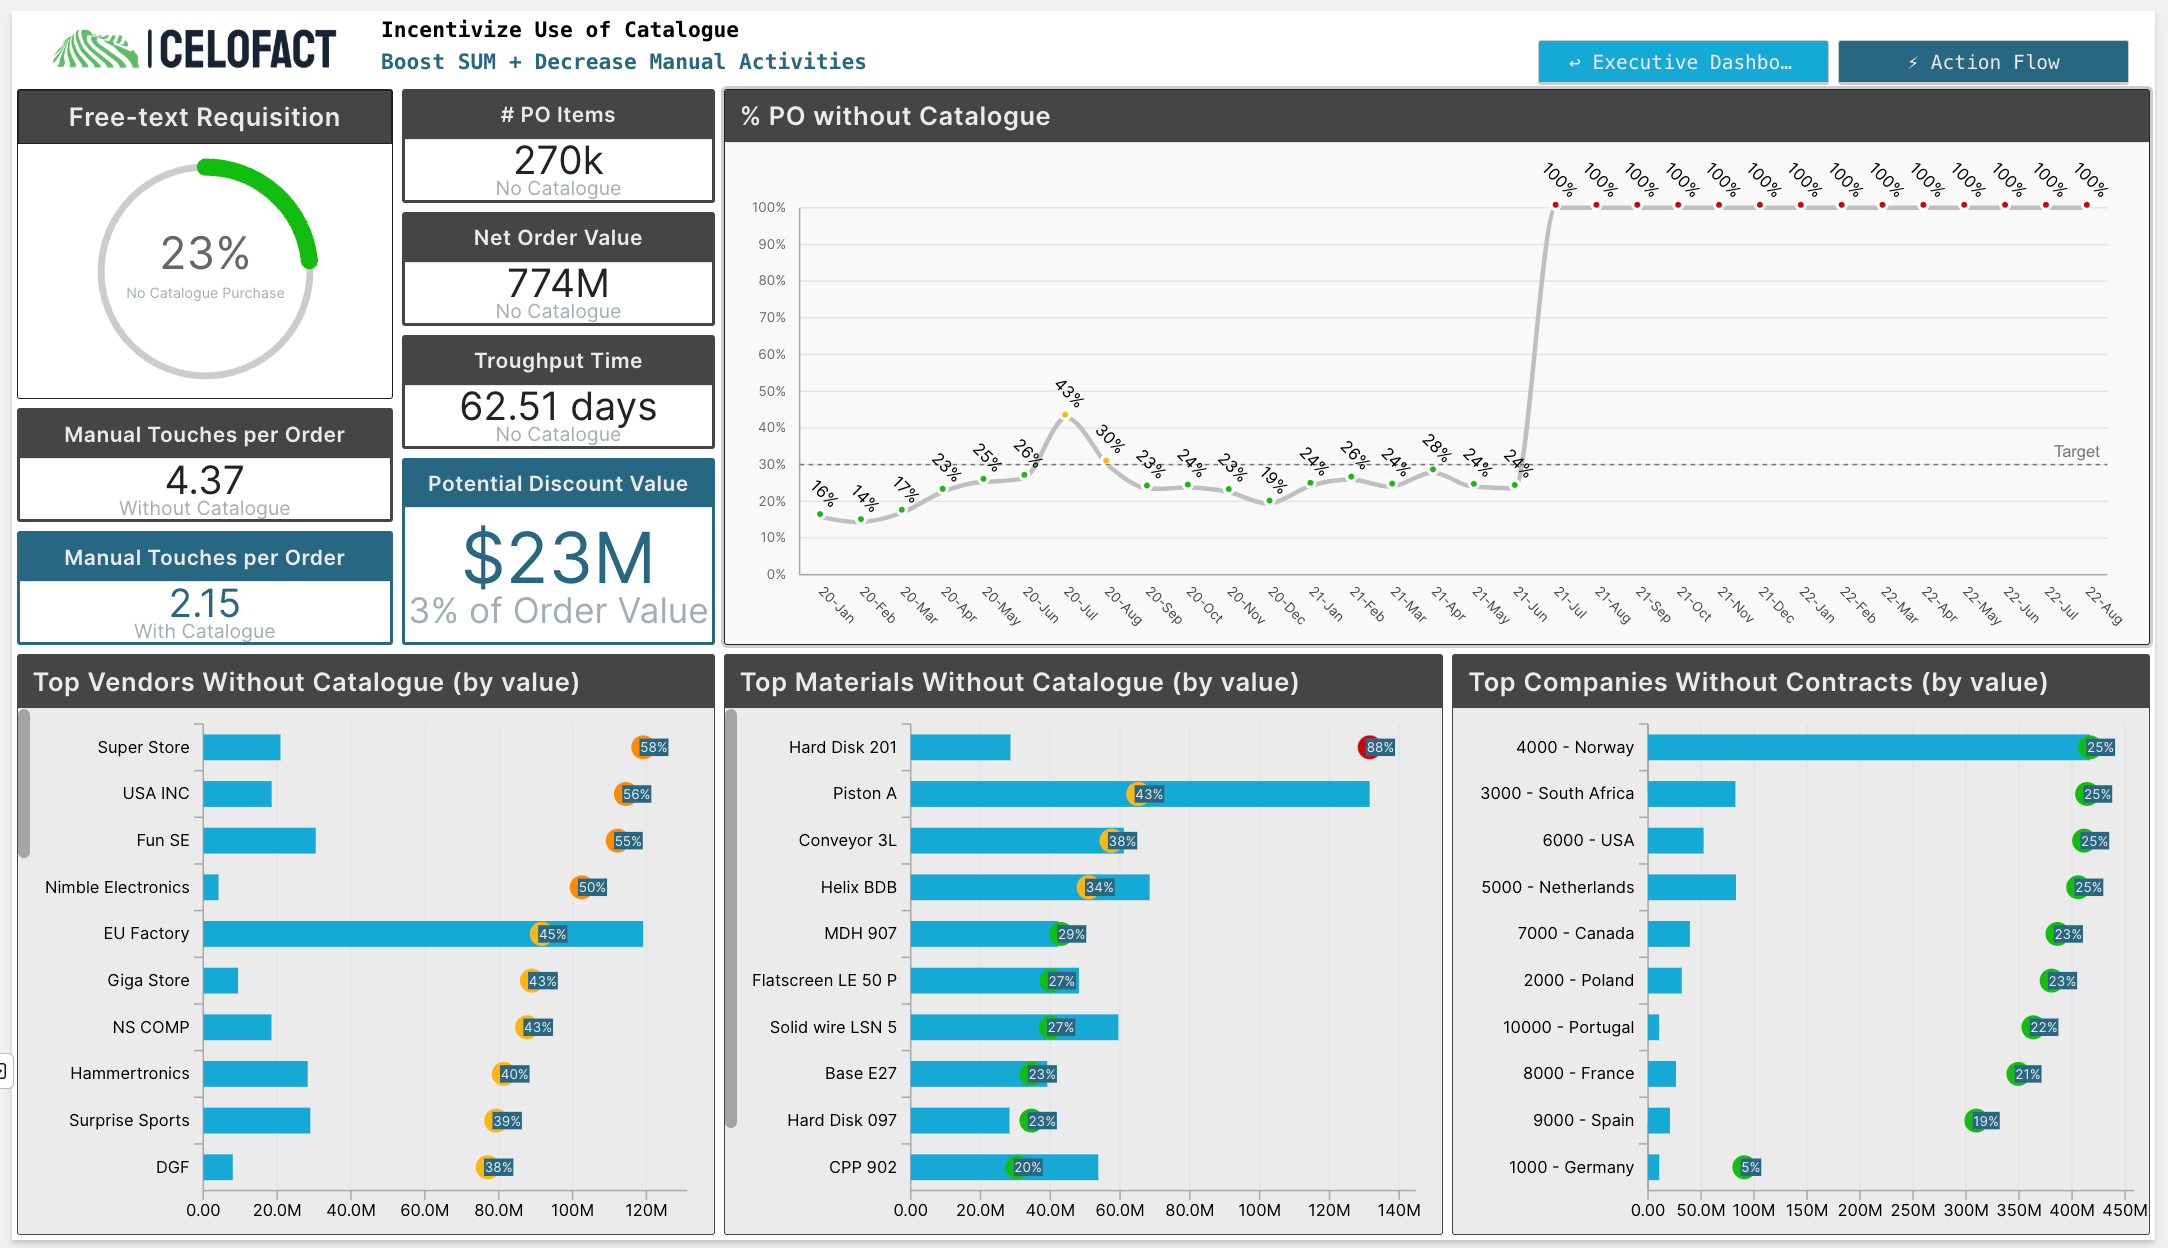 CELOFACT
Incentivize Use of Catalogue
Boost SUM + Decrease Manual Activities
↩ Executive Dashbo…
⚡ Action Flow
Free-text Requisition
23%
No Catalogue Purchase
Manual Touches per Order
4.37
Without Catalogue
Manual Touches per Order
2.15
With Catalogue
# PO Items
270k
No Catalogue
Net Order Value
774M
No Catalogue
Troughput Time
62.51 days
No Catalogue
Potential Discount Value
$23M
3% of Order Value
% PO without Catalogue
100%
90%
80%
70%
60%
50%
40%
30%
20%
10%
0%
16% 14% 17% 23% 25% 26% 43% 30% 23% 24% 23% 19% 24% 26% 24% 28% 24% 24% 100% 100% 100% 100% 100% 100% 100% 100% 100% 100% 100% 100% 100% 100%
Target
20-Jan 20-Feb 20-Mar 20-Apr 20-May 20-Jun 20-Jul 20-Aug 20-Sep 20-Oct 20-Nov 20-Dec 21-Jan 21-Feb 21-Mar 21-Apr 21-May 21-Jun 21-Jul 21-Aug 21-Sep 21-Oct 21-Nov 21-Dec 22-Jan 22-Feb 22-Mar 22-Apr 22-May 22-Jun 22-Jul 22-Aug
Top Vendors Without Catalogue (by value)
Super Store 58%
USA INC 56%
Fun SE 55%
Nimble Electronics 50%
EU Factory 45%
Giga Store 43%
NS COMP 43%
Hammertronics 40%
Surprise Sports 39%
DGF 38%
0.00 20.0M 40.0M 60.0M 80.0M 100M 120M
Top Materials Without Catalogue (by value)
Hard Disk 201 88%
Piston A 43%
Conveyor 3L 38%
Helix BDB 34%
MDH 907 29%
Flatscreen LE 50 P 27%
Solid wire LSN 5 27%
Base E27 23%
Hard Disk 097 23%
CPP 902 20%
0.00 20.0M 40.0M 60.0M 80.0M 100M 120M 140M
Top Companies Without Contracts (by value)
4000 - Norway 25%
3000 - South Africa 25%
6000 - USA 25%
5000 - Netherlands 25%
7000 - Canada 23%
2000 - Poland 23%
10000 - Portugal 22%
8000 - France 21%
9000 - Spain 19%
1000 - Germany 5%
0.00 50.0M 100M 150M 200M 250M 300M 350M 400M 450M